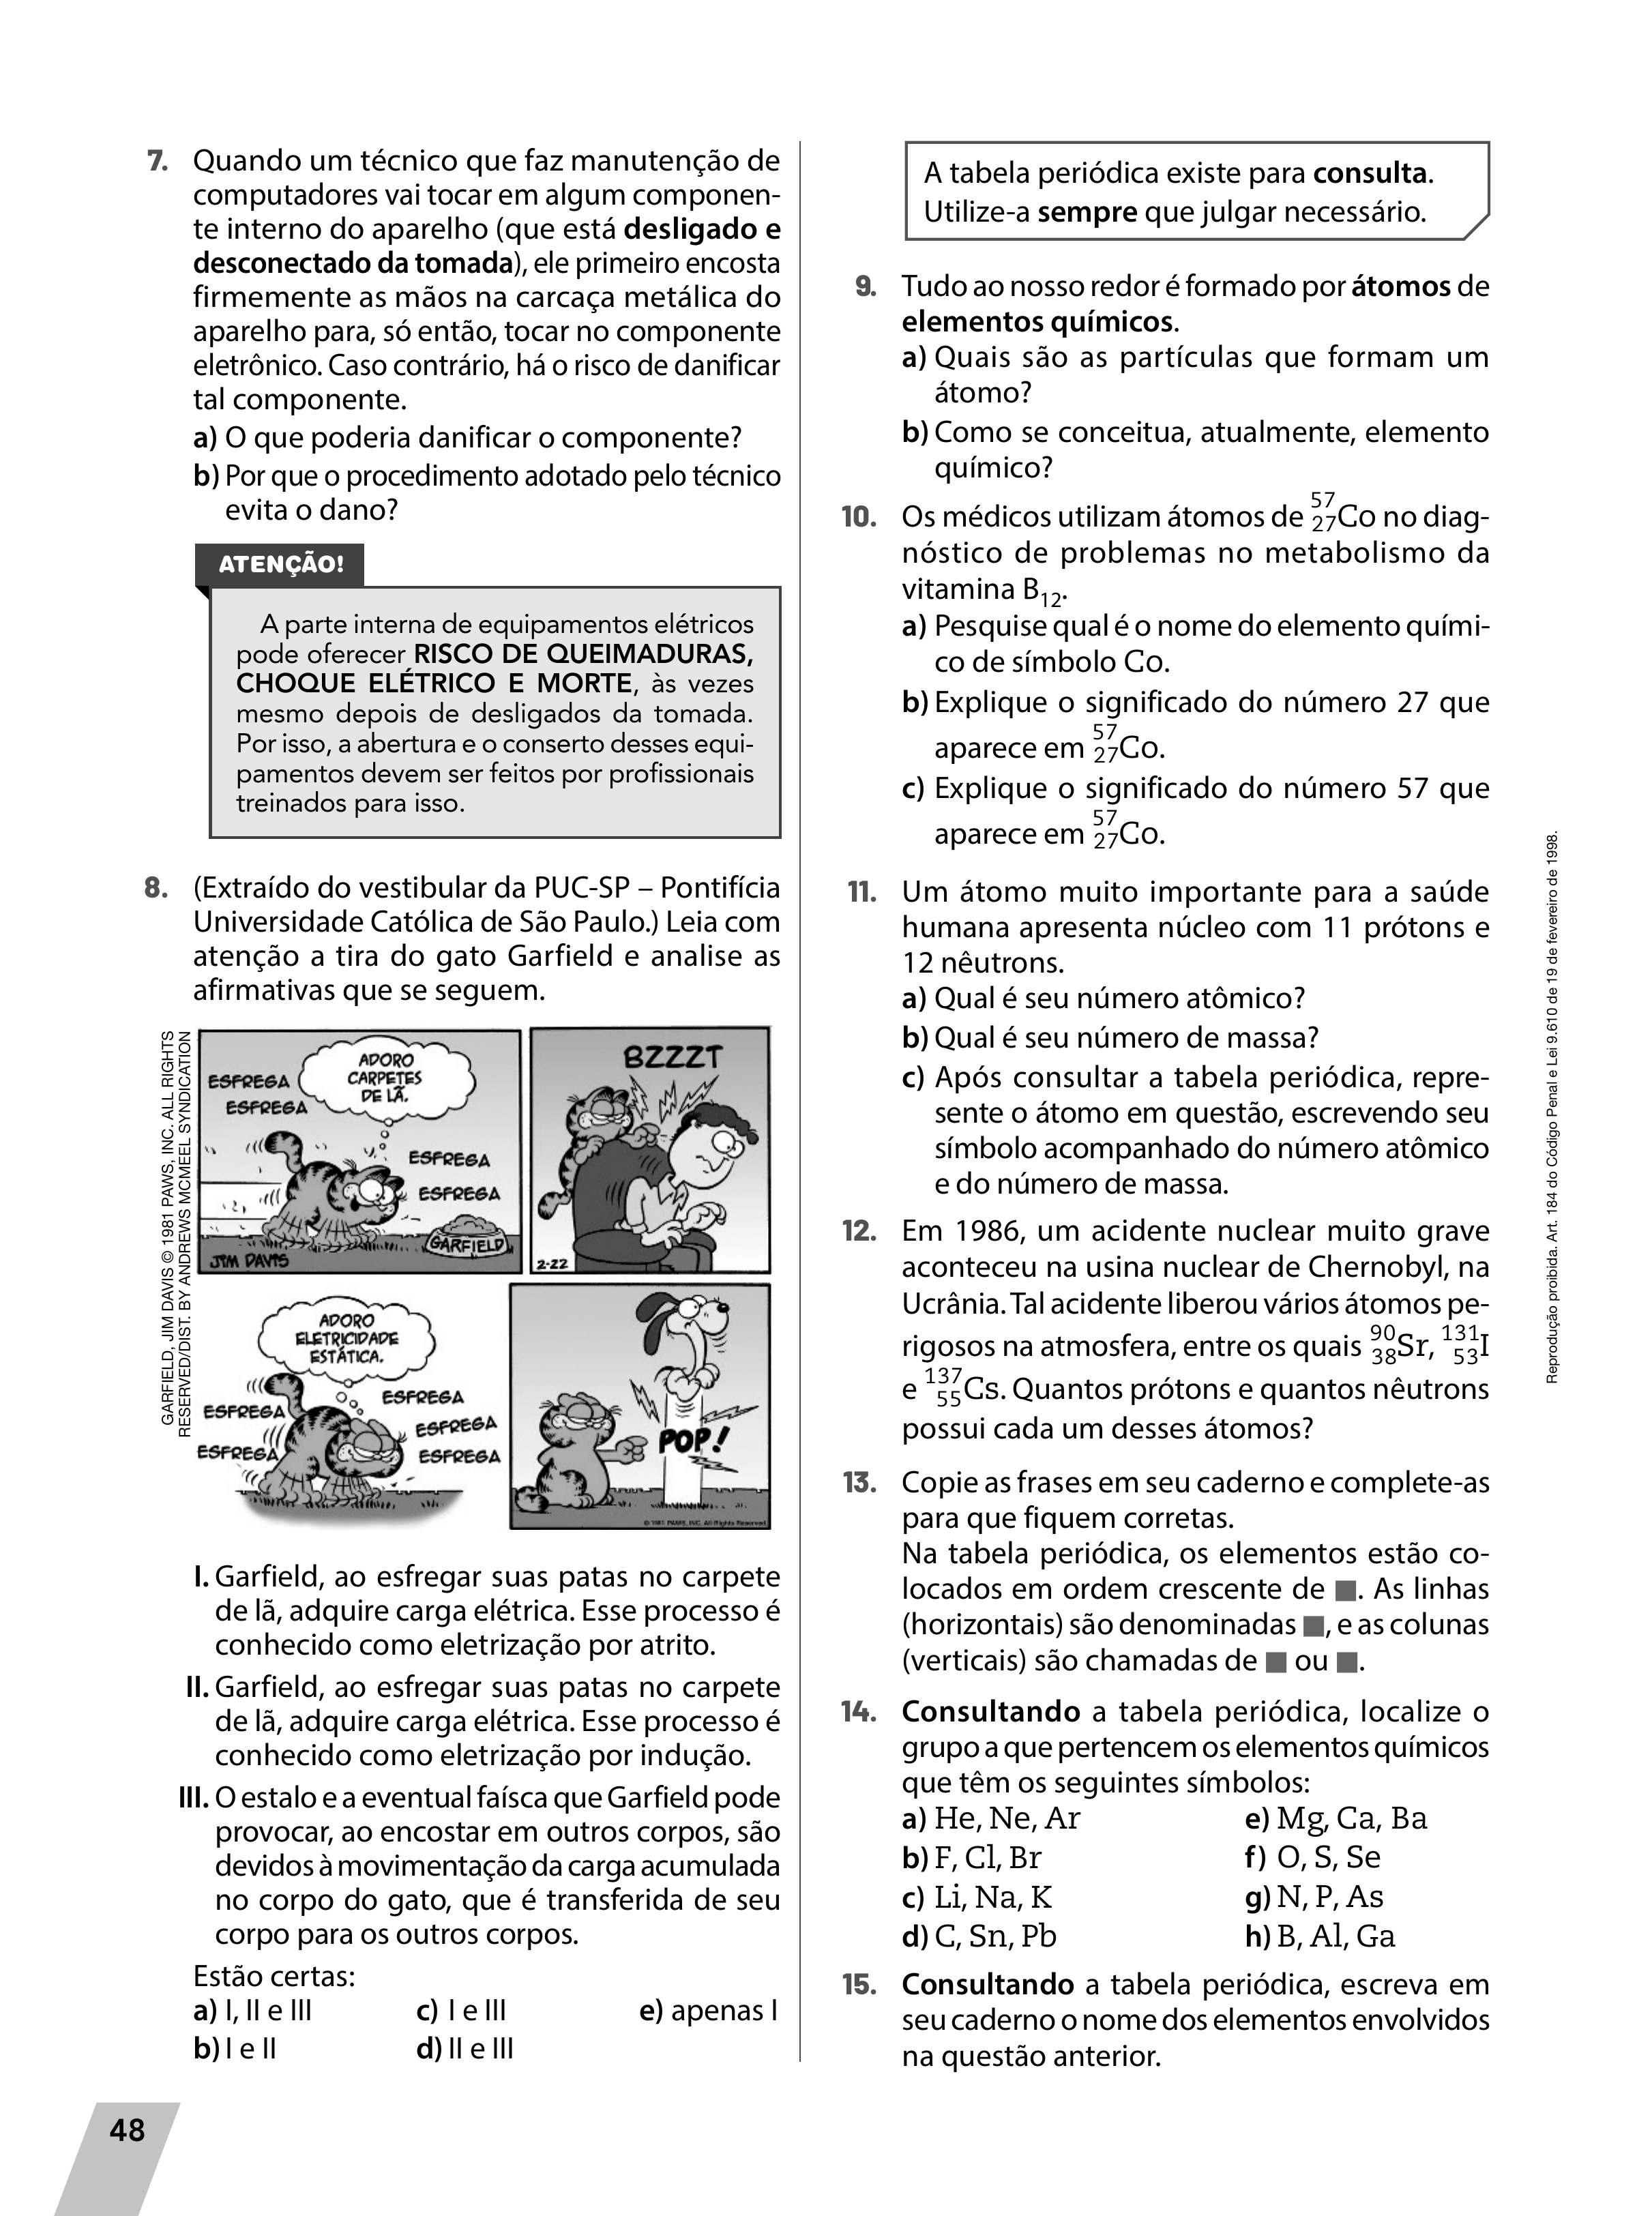 7. Quando um técnico que faz manutenção de
computadores vai tocar em algum componen-
te interno do aparelho (que está desligado e
desconectado da tomada), ele primeiro encosta
firmemente as mãos na carcaça metálica do
aparelho para, só então, tocar no componente
eletrônico. Caso contrário, há o risco de danificar
tal componente.
a) O que poderia danificar o componente?
b) Por que o procedimento adotado pelo técnico
evita o dano?
ATENÇÃO!
A parte interna de equipamentos elétricos
pode oferecer RISCO DE QUEIMADURAS,
CHOQUE ELÉTRICO E MORTE, às vezes
mesmo depois de desligados da tomada.
Por isso, a abertura e o conserto desses equi-
pamentos devem ser feitos por profissionais
treinados para isso.
8. (Extraído do vestibular da PUC-SP – Pontifícia
Universidade Católica de São Paulo.) Leia com
atenção a tira do gato Garfield e analise as
afirmativas que se seguem.
GARFIELD, JIM DAVIS © 1981 PAWS, INC. ALL RIGHTS
RESERVED/DIST. BY ANDREWS MCMEEL SYNDICATION
ADORO
CARPETES
DE LÃ.
ESFREGA
ESFREGA
ESFREGA
ESFREGA
GARFIELD
JIM DAVIS
BZZZT
2-22
ADORO
ELETRICIDADE
ESTÁTICA.
ESFREGA
ESFREGA
ESFREGA
ESFREGA
ESFREGA
POP!
© 1981 PAWS, INC. All Rights Reserved.
I. Garfield, ao esfregar suas patas no carpete
de lã, adquire carga elétrica. Esse processo é
conhecido como eletrização por atrito.
II. Garfield, ao esfregar suas patas no carpete
de lã, adquire carga elétrica. Esse processo é
conhecido como eletrização por indução.
III. O estalo e a eventual faísca que Garfield pode
provocar, ao encostar em outros corpos, são
devidos à movimentação da carga acumulada
no corpo do gato, que é transferida de seu
corpo para os outros corpos.
Estão certas:
a) I, II e III c) I e III e) apenas I
b) I e II d) II e III
48
A tabela periódica existe para consulta.
Utilize-a sempre que julgar necessário.
9. Tudo ao nosso redor é formado por átomos de
elementos químicos.
a) Quais são as partículas que formam um
átomo?
b) Como se conceitua, atualmente, elemento
químico?
10. Os médicos utilizam átomos de ⁵⁷₂₇Co no diag-
nóstico de problemas no metabolismo da
vitamina B₁₂.
a) Pesquise qual é o nome do elemento quími-
co de símbolo Co.
b) Explique o significado do número 27 que
aparece em ⁵⁷₂₇Co.
c) Explique o significado do número 57 que
aparece em ⁵⁷₂₇Co.
11. Um átomo muito importante para a saúde
humana apresenta núcleo com 11 prótons e
12 nêutrons.
a) Qual é seu número atômico?
b) Qual é seu número de massa?
c) Após consultar a tabela periódica, repre-
sente o átomo em questão, escrevendo seu
símbolo acompanhado do número atômico
e do número de massa.
12. Em 1986, um acidente nuclear muito grave
aconteceu na usina nuclear de Chernobyl, na
Ucrânia. Tal acidente liberou vários átomos pe-
rigosos na atmosfera, entre os quais ⁹⁰₃₈Sr, ¹³¹₅₃I
e ¹³⁷₅₅Cs. Quantos prótons e quantos nêutrons
possui cada um desses átomos?
13. Copie as frases em seu caderno e complete-as
para que fiquem corretas.
Na tabela periódica, os elementos estão co-
locados em ordem crescente de ■. As linhas
(horizontais) são denominadas ■, e as colunas
(verticais) são chamadas de ■ ou ■.
14. Consultando a tabela periódica, localize o
grupo a que pertencem os elementos químicos
que têm os seguintes símbolos:
a) He, Ne, Ar e) Mg, Ca, Ba
b) F, Cl, Br f) O, S, Se
c) Li, Na, K g) N, P, As
d) C, Sn, Pb h) B, Al, Ga
15. Consultando a tabela periódica, escreva em
seu caderno o nome dos elementos envolvidos
na questão anterior.
Reprodução proibida. Art. 184 do Código Penal e Lei 9.610 de 19 de fevereiro de 1998.